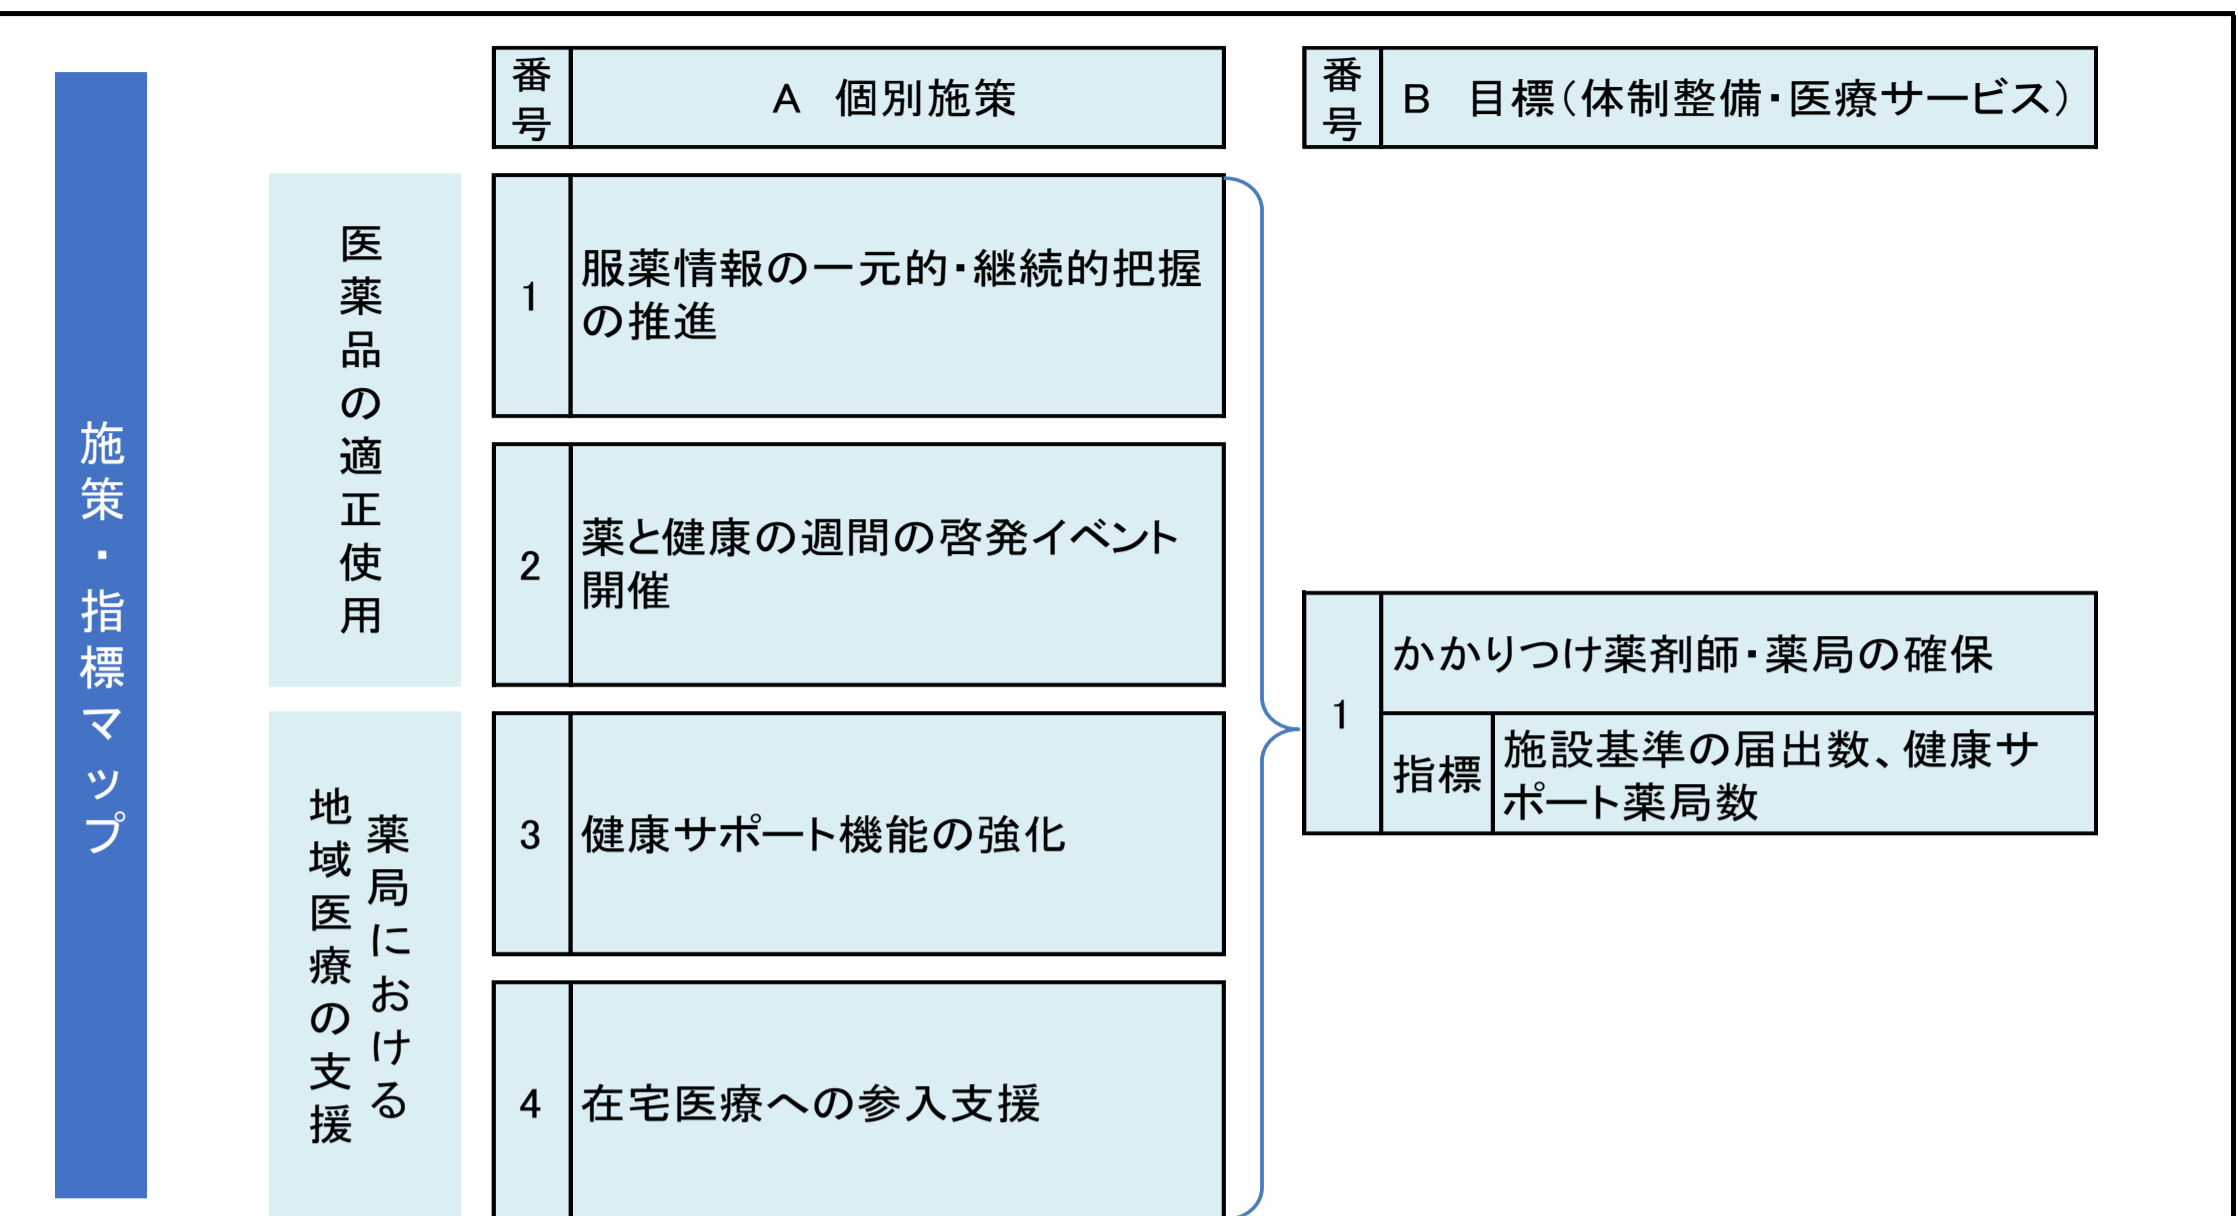 施策・指標マップ
番号
A　個別施策
番号
B　目標（体制整備・医療サービス）
医薬品の適正使用
1
服薬情報の一元的・継続的把握
の推進
2
薬と健康の週間の啓発イベント
開催
薬局における
地域医療の支援
3
健康サポート機能の強化
4
在宅医療への参入支援
1
かかりつけ薬剤師・薬局の確保
指標
施設基準の届出数、健康サ
ポート薬局数